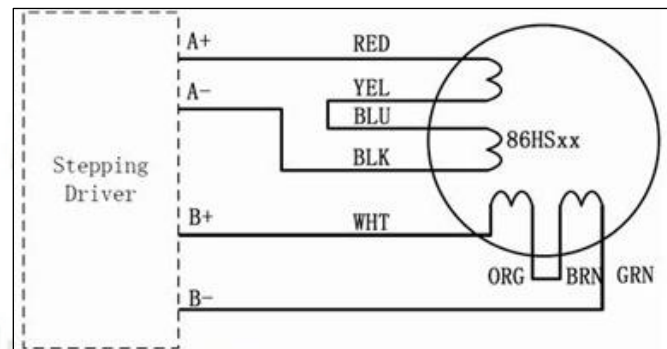 A+
RED
A-
YEL
BLU
BLK
86HSxx
Stepping
Driver
B+
WHT
ORG
BRN
GRN
B-